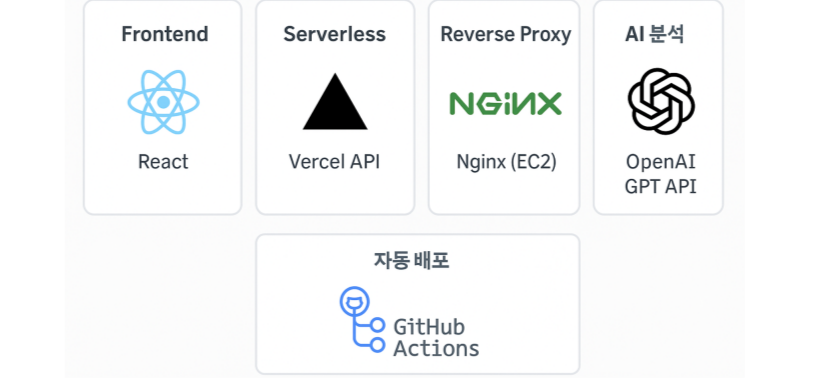 Frontend
React
Serverless
Vercel API
Reverse Proxy
NGiNX
Nginx (EC2)
AI 분석
OpenAI
GPT API
자동 배포
GitHub
Actions